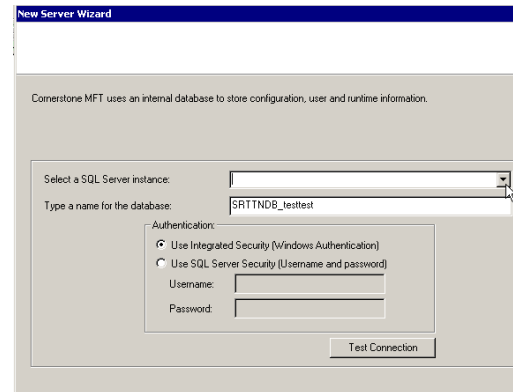 New Server Wizard
Cornerstone MFT uses an internal database to store configuration, user and runtime information.
Select a SQL Server instance:
Type a name for the database: SRTTNDB_testtest
Authentication:
Use Integrated Security (Windows Authentication)
Use SQL Server Security (Username and password)
Username:
Password:
Test Connection